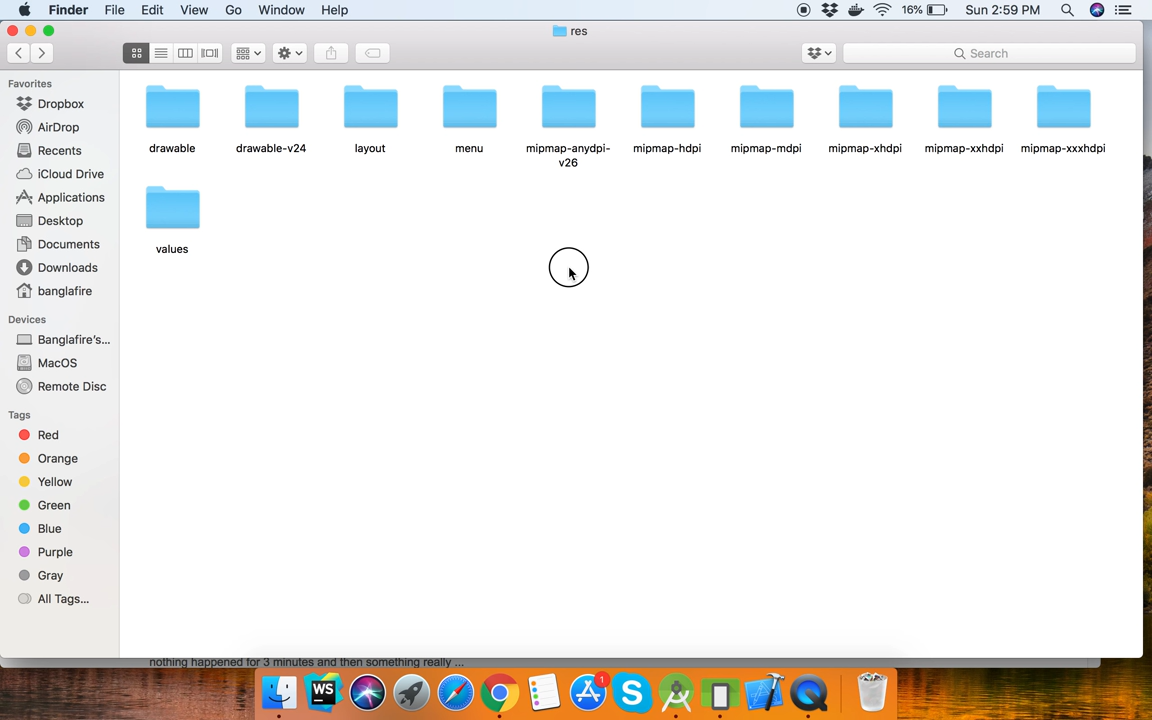 Finder File Edit View Go Window Help 16% Sun 2:59 PM
res
Search
Favorites
Dropbox
AirDrop
Recents
iCloud Drive
Applications
Desktop
Documents
Downloads
banglafire
Devices
Banglafire's...
MacOS
Remote Disc
Tags
Red
Orange
Yellow
Green
Blue
Purple
Gray
All Tags...
drawable drawable-v24 layout menu mipmap-anydpi- mipmap-hdpi mipmap-mdpi mipmap-xhdpi mipmap-xxhdpi mipmap-xxxhdpi
v26
values
nothing happened for 3 minutes and then something really ...
WS
1